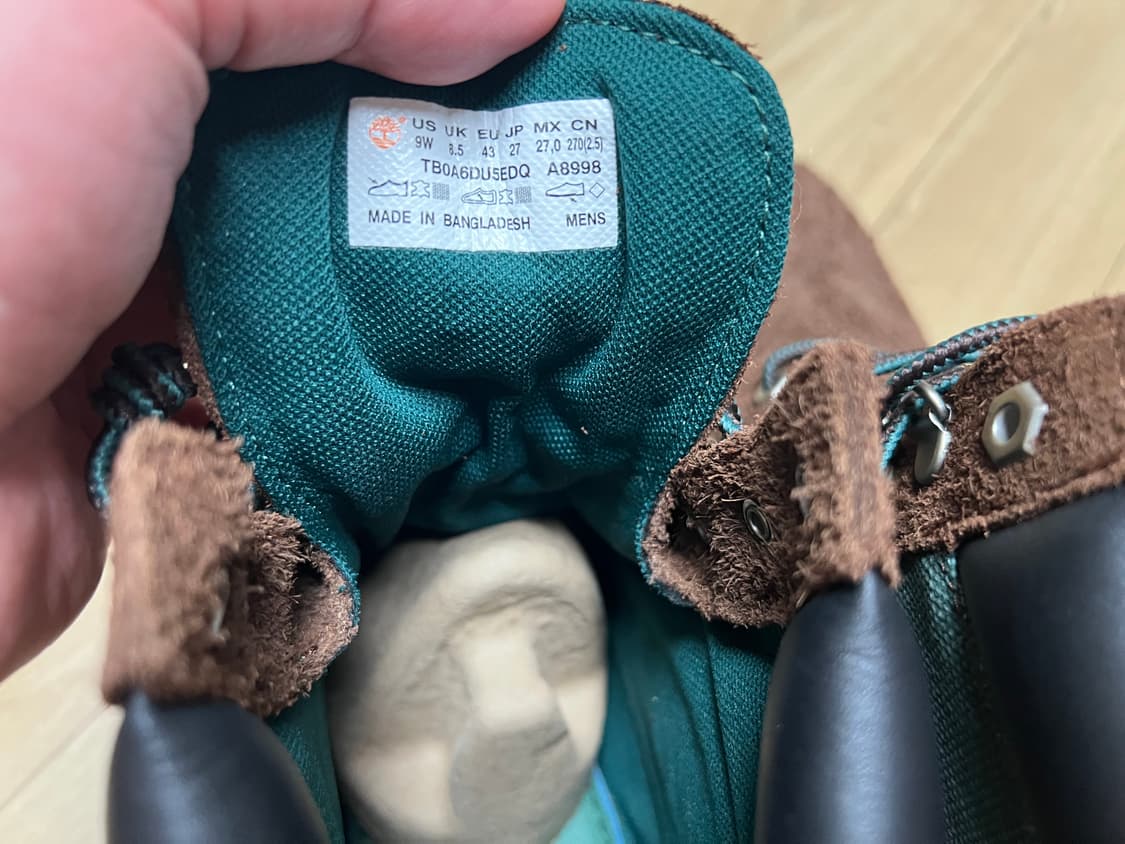 US UK EU JP MX CN
9W 8.5 43 27 27,0 270(2.5)
TB0A6DU5EDQ A8998
MADE IN BANGLADESH MENS